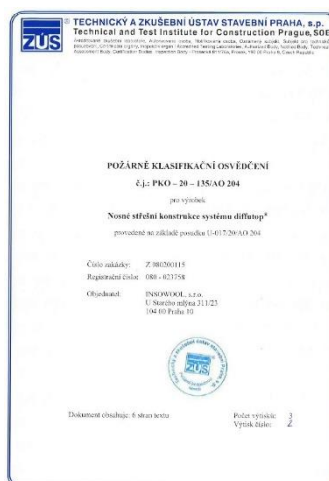 TECHNICKÝ A ZKUŠEBNÍ ÚSTAV STAVEBNÍ PRAHA, s.p.
Technical and Test Institute for Construction Prague, SOE
ZÚS
POŽÁRNĚ KLASIFIKAČNÍ OSVĚDČENÍ
č.j.: PKO – 20 – 135/AO 204
pro výrobek
Nosné střešní konstrukce systému diffutop®
provedené na základě posudku U-017/20/AO 204
Číslo zakázky: Z 080200115
Registrační číslo: 086 - 023758
Objednatel: INSOWOOL, s.r.o.
U Starého mlýna 311/23
104 00 Praha 10
ZÚS
Dokument obsahuje: 6 stran textu
Počet výtisků: 3
Výtisk číslo: 2